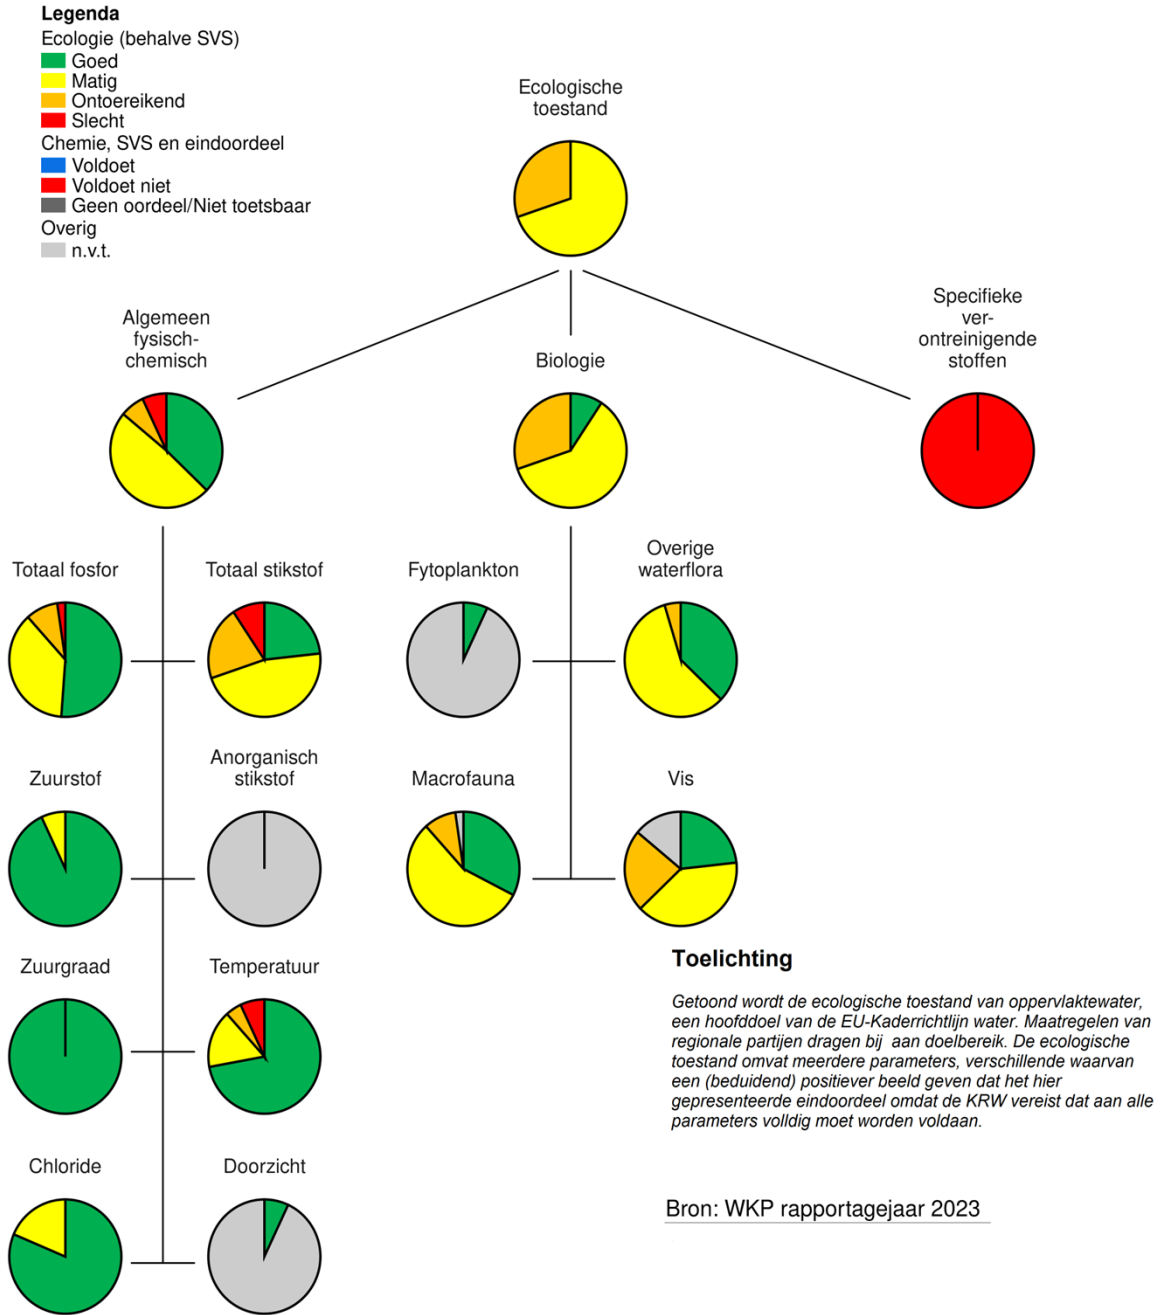 Legenda
Ecologie (behalve SVS)
Goed
Matig
Ontoereikend
Slecht
Chemie, SVS en eindoordeel
Voldoet
Voldoet niet
Geen oordeel/Niet toetsbaar
Overig
n.v.t.
Ecologische
toestand
Algemeen
fysisch-
chemisch
Biologie
Specifieke
ver-
ontreinigende
stoffen
Totaal fosfor
Totaal stikstof
Fytoplankton
Overige
waterflora
Zuurstof
Anorganisch
stikstof
Macrofauna
Vis
Zuurgraad
Temperatuur
Chloride
Doorzicht
Toelichting
Getoond wordt de ecologische toestand van oppervlaktewater,
een hoofddoel van de EU-Kaderrichtlijn water. Maatregelen van
regionale partijen dragen bij aan doelbereik. De ecologische
toestand omvat meerdere parameters, verschillende waarvan
een (beduidend) positiever beeld geven dat het hier
gepresenteerde eindoordeel omdat de KRW vereist dat aan alle
parameters volldig moet worden voldaan.
Bron: WKP rapportagejaar 2023